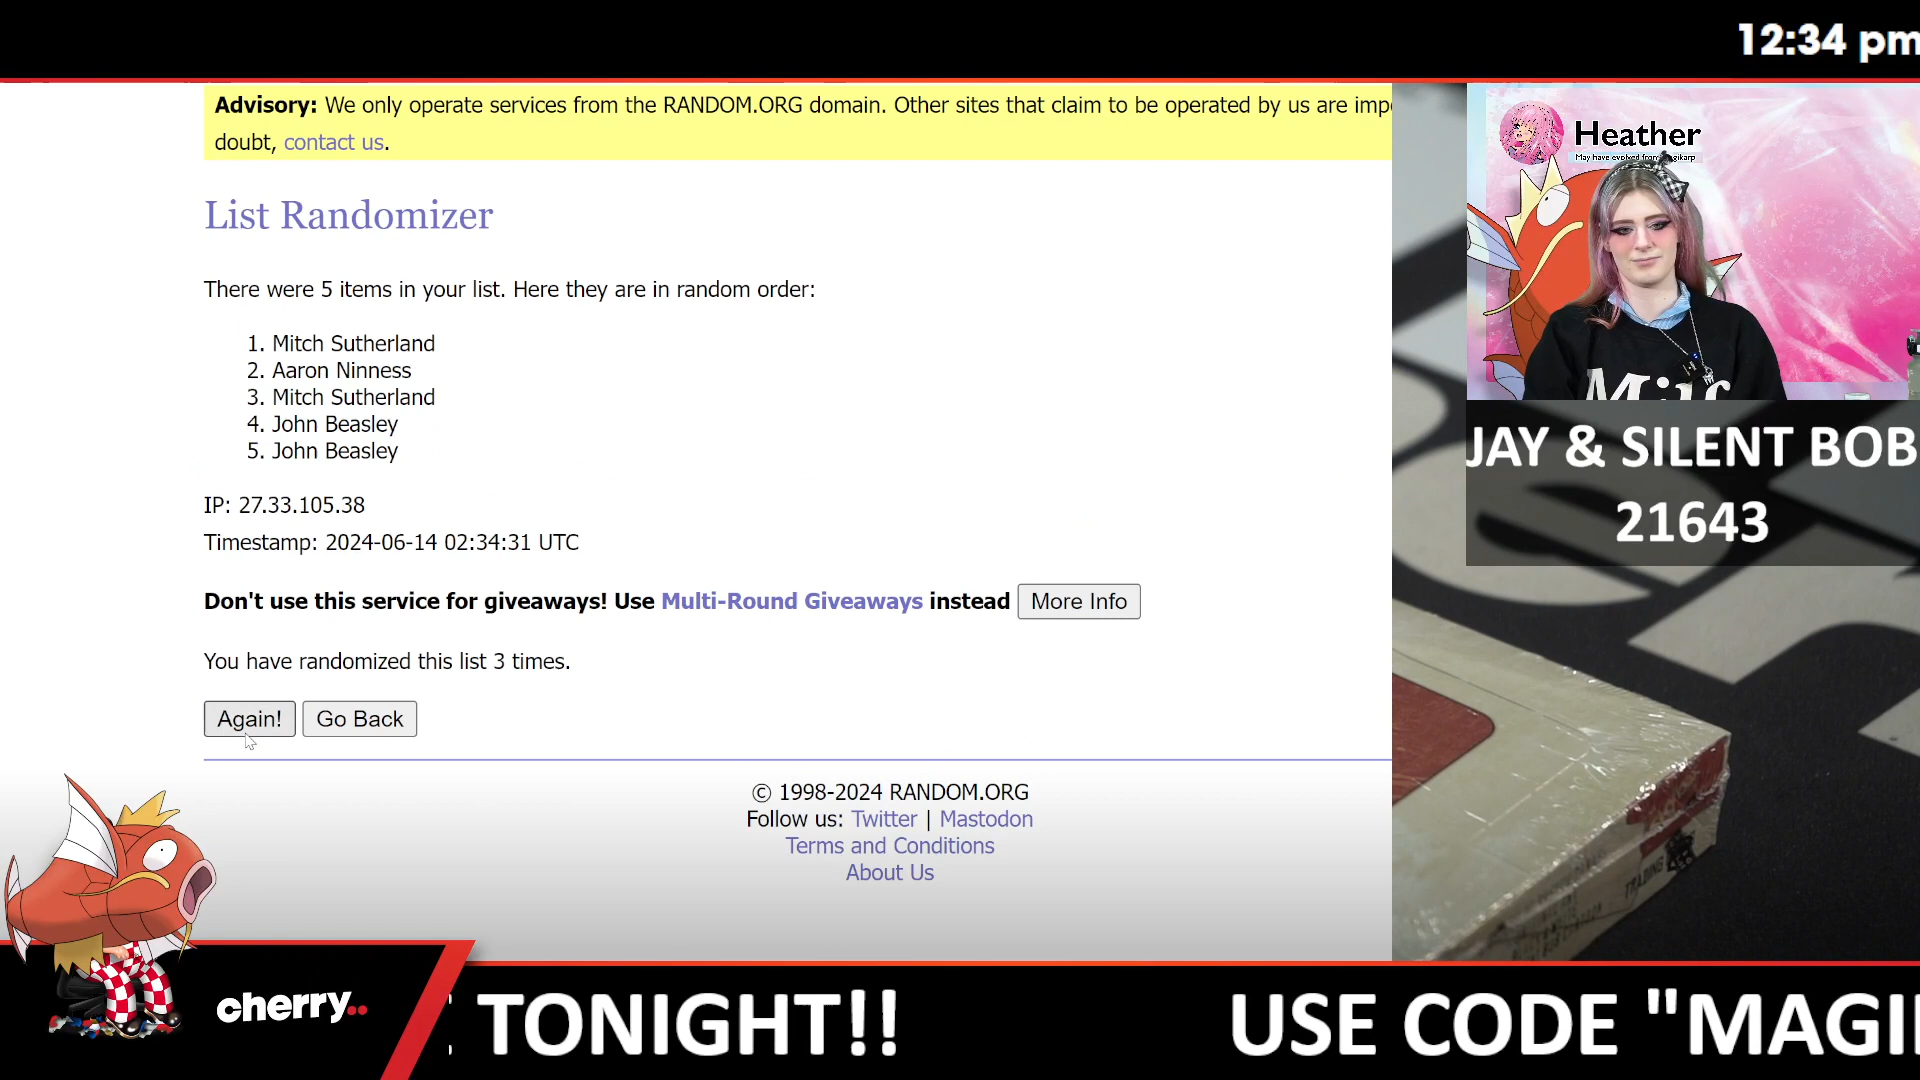 12:34 pm
Advisory: We only operate services from the RANDOM.ORG domain. Other sites that claim to be operated by us are
doubt, contact us.
Heather
May have evolved from
List Randomizer
There were 5 items in your list. Here they are in random order:
1. Mitch Sutherland
2. Aaron Ninness
3. Mitch Sutherland
4. John Beasley
5. John Beasley
JAY & SILENT BOB
21643
IP: 27.33.105.38
Timestamp: 2024-06-14 02:34:31 UTC
Don't use this service for giveaways! Use Multi-Round Giveaways instead More Info
You have randomized this list 3 times.
Again! Go Back
© 1998-2024 RANDOM.ORG
Follow us: Twitter | Mastodon
Terms and Conditions
About Us
TRADING
cherry..
TONIGHT!! USE CODE "MAGI